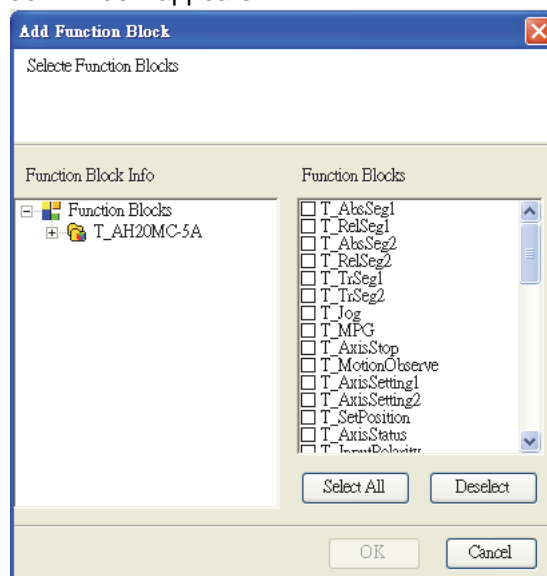 Add Function Block
Selecte Function Blocks
Function Block Info
Function Blocks
T_AH20MC-5A
Function Blocks
T_AbsSeg1
T_RelSeg1
T_AbsSeg2
T_RelSeg2
T_TrSeg1
T_TrSeg2
T_Jog
T_MPG
T_AxisStop
T_MotionObserve
T_AxisSetting1
T_AxisSetting2
T_SetPosition
T_AxisStatus
T_InputPolarity
Select All
Deselect
OK
Cancel